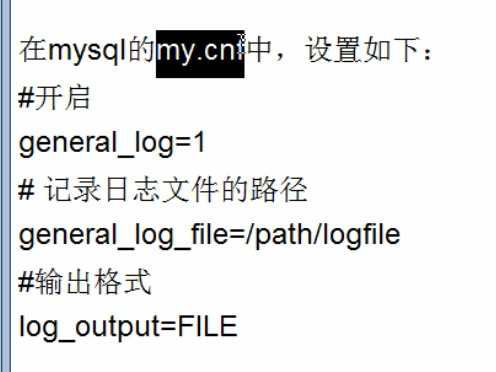 在mysql的my.cnf中，设置如下：
#开启
general_log=1
# 记录日志文件的路径
general_log_file=/path/logfile
#输出格式
log_output=FILE